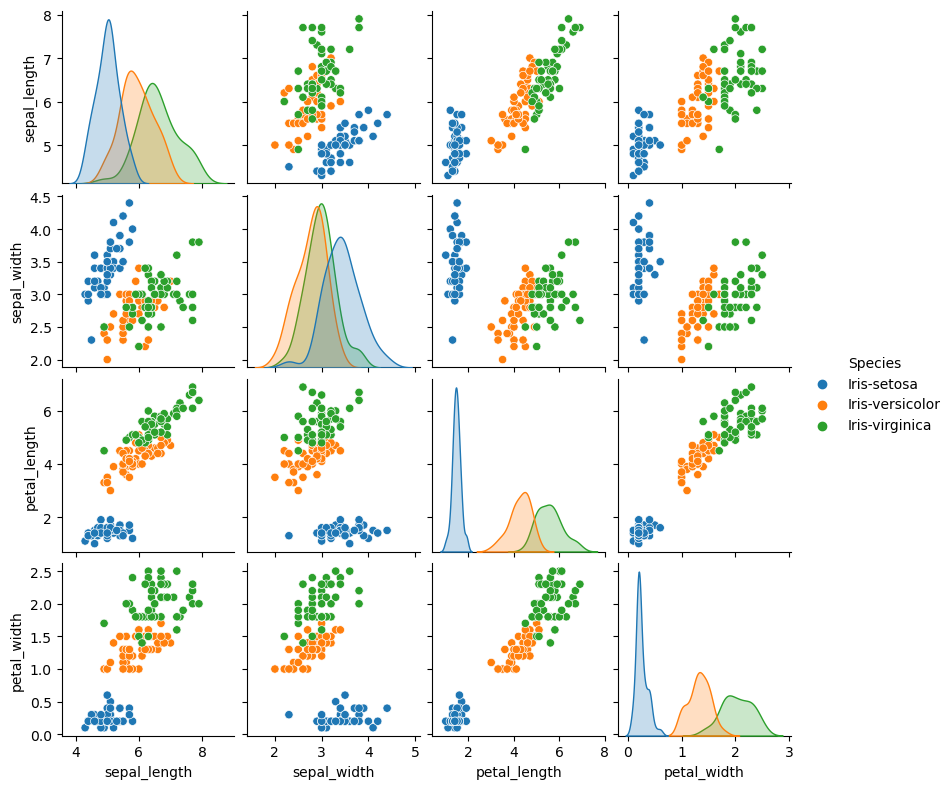 8
7
6
5
sepal_length
4.5
4.0
3.5
3.0
2.5
2.0
sepal_width
Species
Iris-setosa
Iris-versicolor
Iris-virginica
6
4
2
petal_length
2.5
2.0
1.5
1.0
0.5
0.0
petal_width
4 6 8
2 3 4 5
2 4 6 8
0 1 2 3
sepal_length sepal_width petal_length petal_width